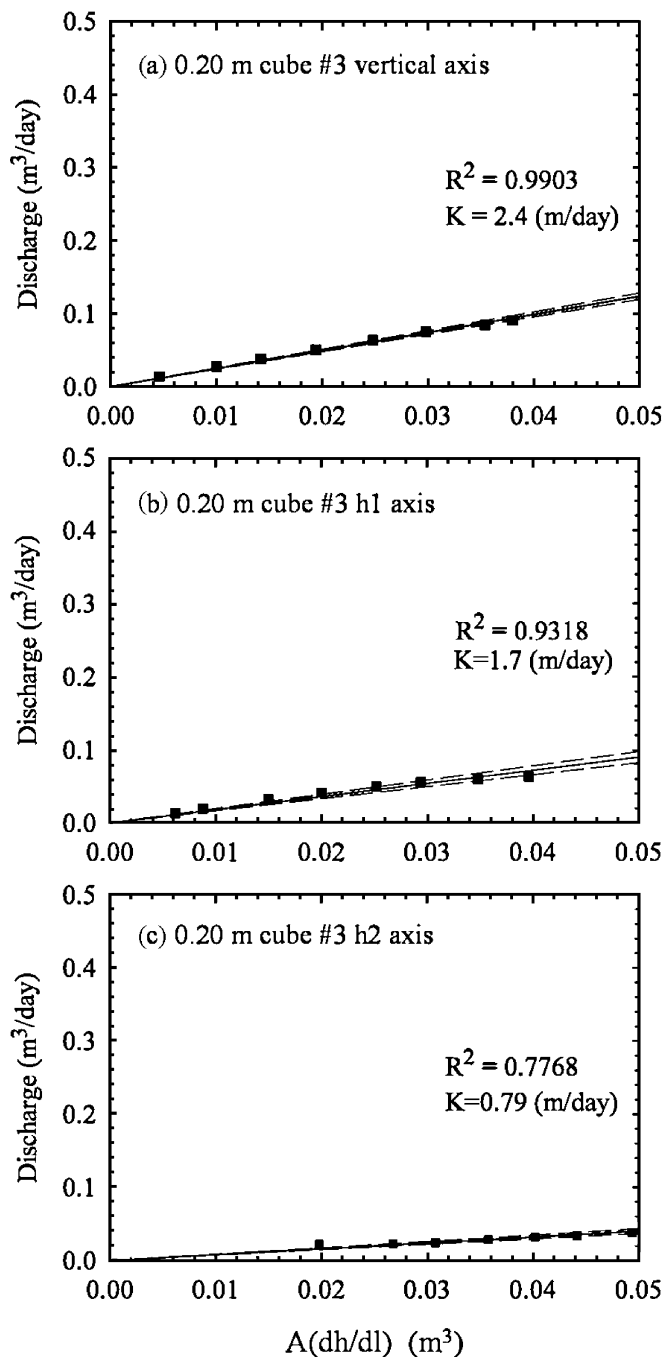 0.5
(a) 0.20 m cube #3 vertical axis
0.4
0.3
R² = 0.9903
K = 2.4 (m/day)
0.2
0.1
0.0
Discharge (m³/day)
0.00 0.01 0.02 0.03 0.04 0.05
0.5
(b) 0.20 m cube #3 h1 axis
0.4
0.3
R² = 0.9318
K=1.7 (m/day)
0.2
0.1
0.0
Discharge (m³/day)
0.00 0.01 0.02 0.03 0.04 0.05
0.5
(c) 0.20 m cube #3 h2 axis
0.4
0.3
R² = 0.7768
K=0.79 (m/day)
0.2
0.1
0.0
Discharge (m³/day)
0.00 0.01 0.02 0.03 0.04 0.05
A(dh/dl) (m³)